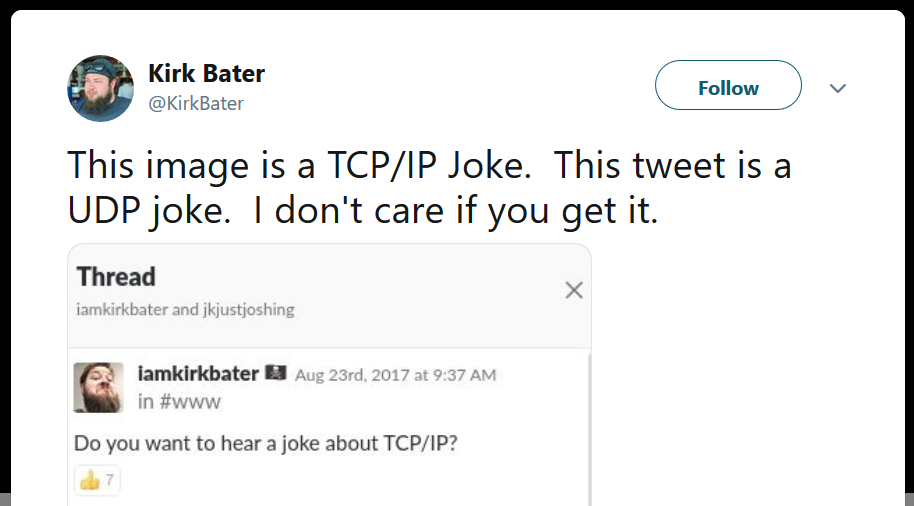 Kirk Bater
@KirkBater
Follow
This image is a TCP/IP Joke.  This tweet is a
UDP joke.  I don't care if you get it.
Thread
iamkirkbater and jkjustjoshing
iamkirkbater Aug 23rd, 2017 at 9:37 AM
in #www
Do you want to hear a joke about TCP/IP?
7